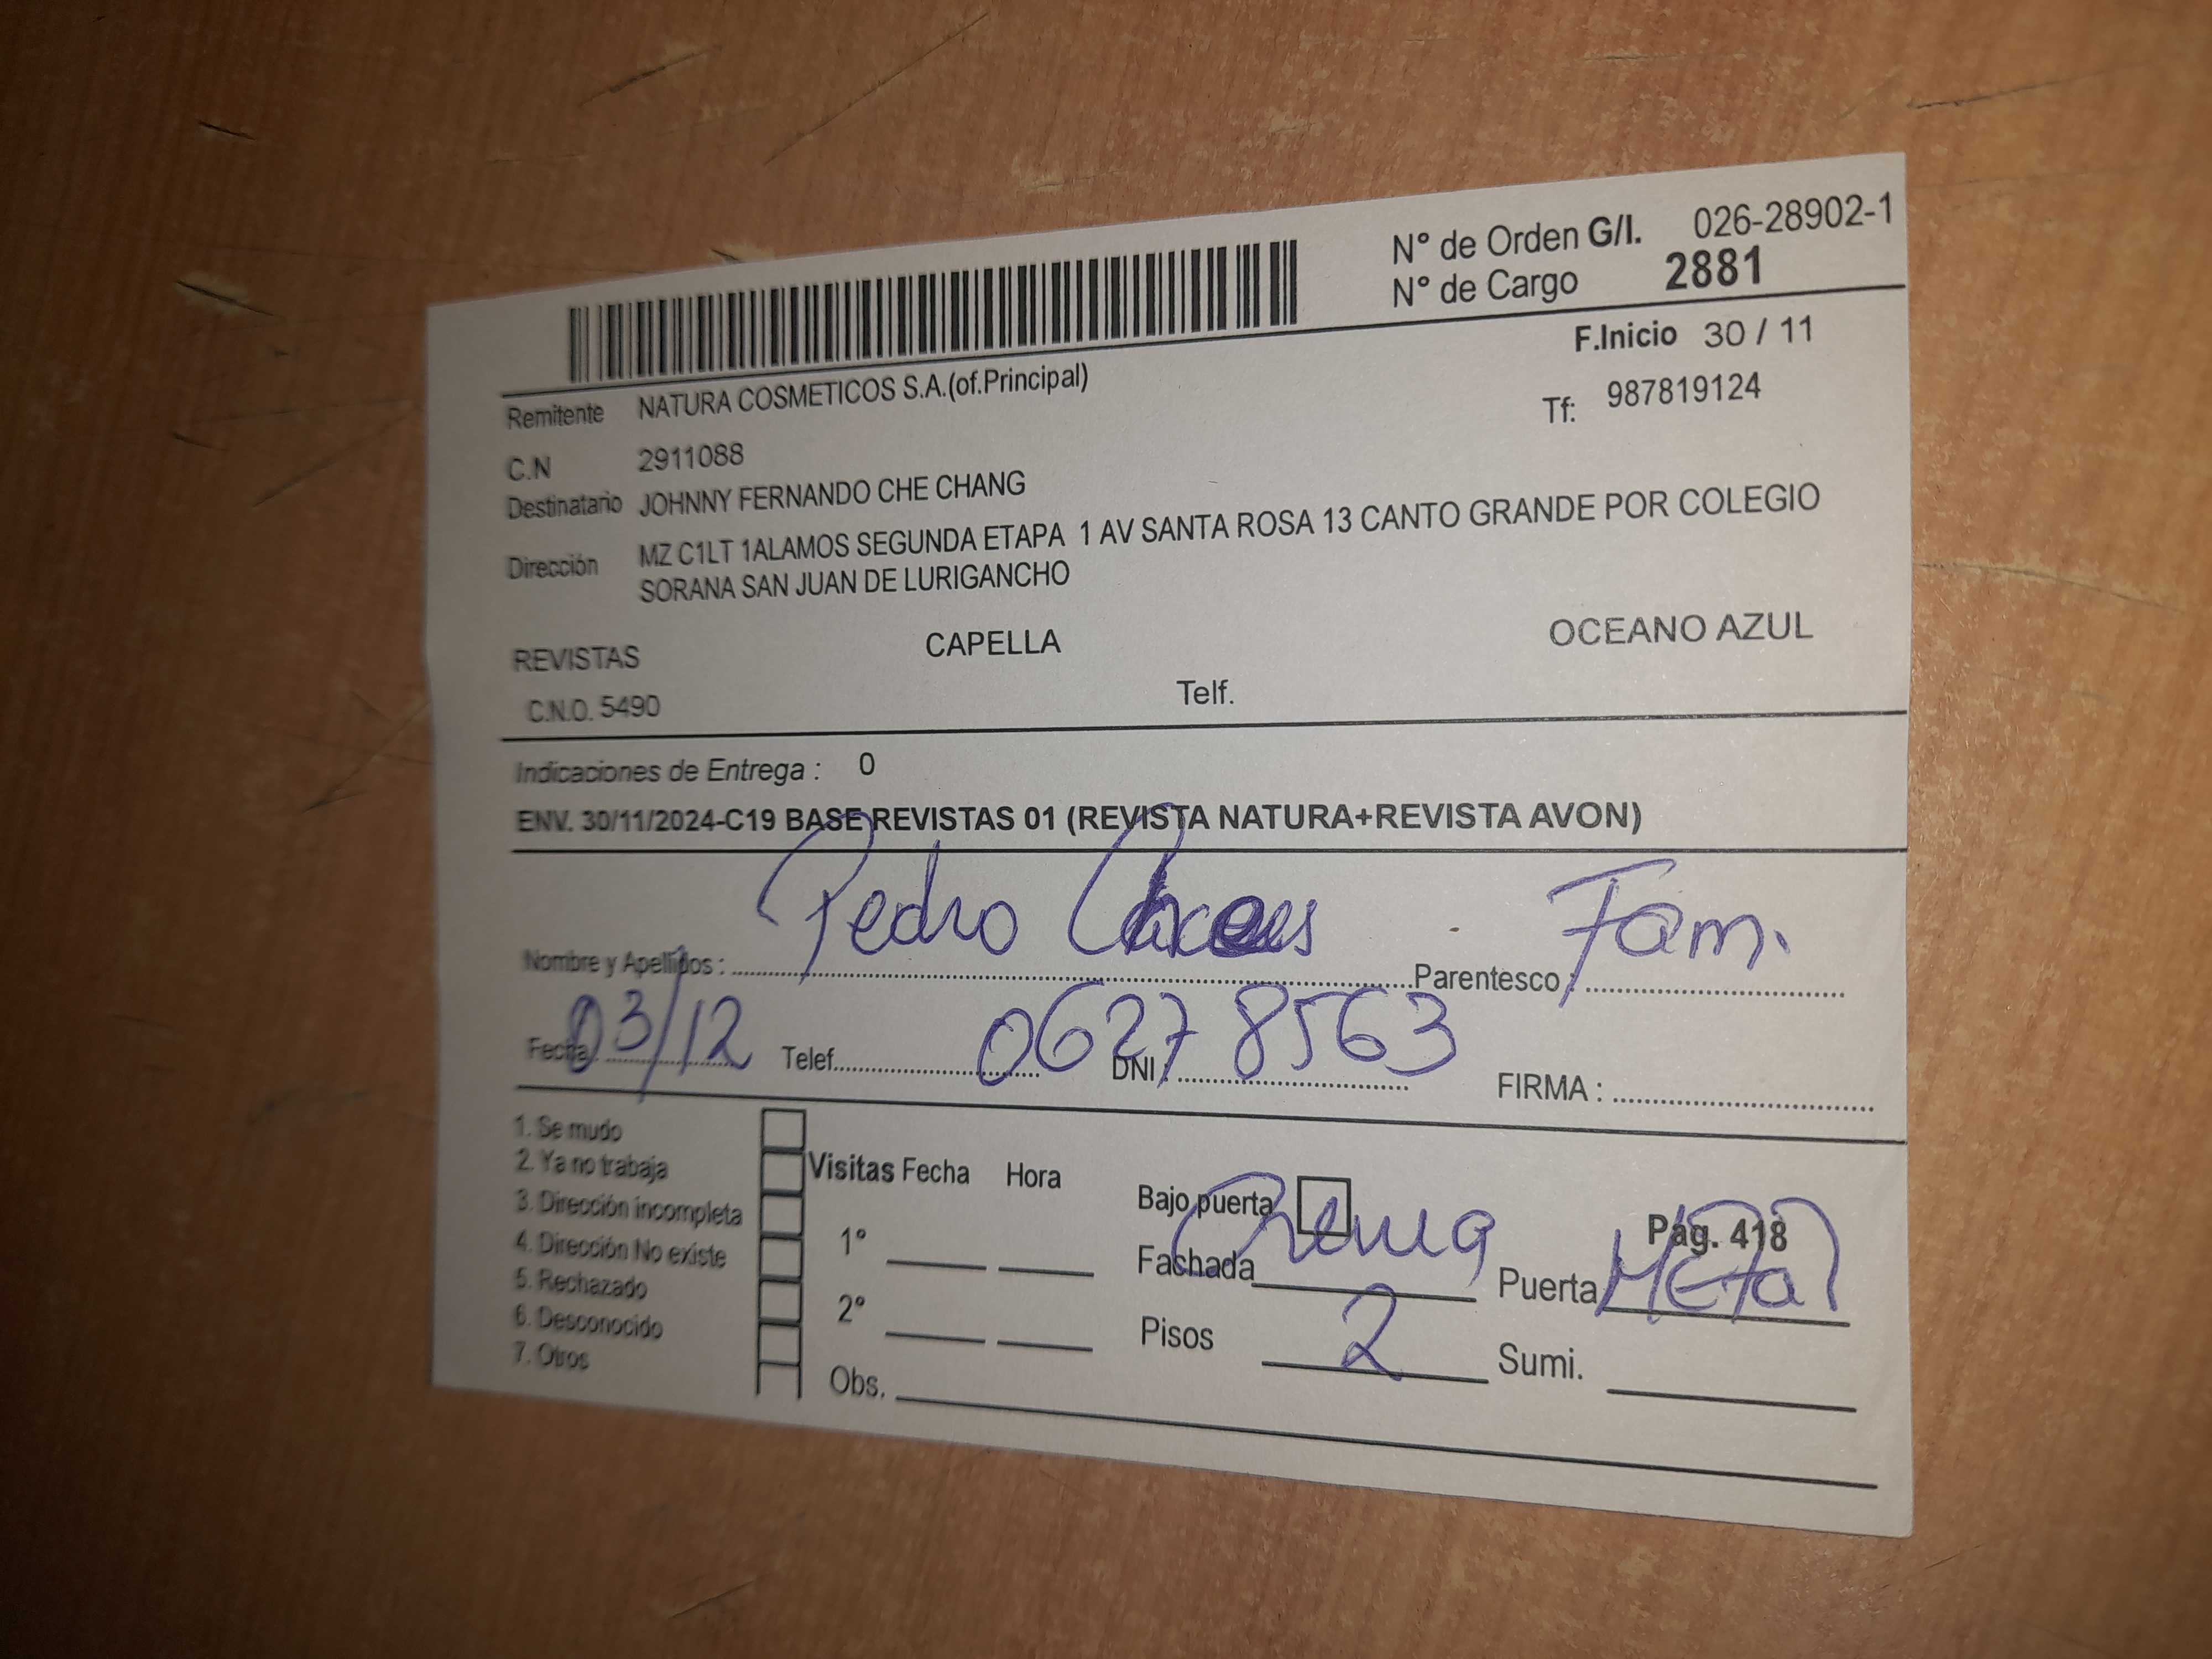 N° de Orden G/I. 026-28902-1
N° de Cargo 2881
F.Inicio 30 / 11
Remitente NATURA COSMETICOS S.A.(of.Principal)
Tf: 987819124
C.N 2911088
Destinatario JOHNNY FERNANDO CHE CHANG
Dirección MZ C1LT 1ALAMOS SEGUNDA ETAPA 1 AV SANTA ROSA 13 CANTO GRANDE POR COLEGIO
SORANA SAN JUAN DE LURIGANCHO
REVISTAS CAPELLA OCEANO AZUL
C.N.O. 5490 Telf.
Indicaciones de Entrega : 0
ENV. 30/11/2024-C19 BASE REVISTAS 01 (REVISTA NATURA+REVISTA AVON)
Nombre y Apellidos : Pedro Parentesco : Fam.
Fecha 03/12 Telef. DNI : 06278563 FIRMA :
1. Se mudo
2. Ya no trabaja
3. Dirección incompleta
4. Dirección No existe
5. Rechazado
6. Desconocido
7. Otros
Visitas Fecha Hora
1°
2°
Obs.
Bajo puerta Pag. 418
Fachada Crema Puerta Metal
Pisos 2 Sumi.